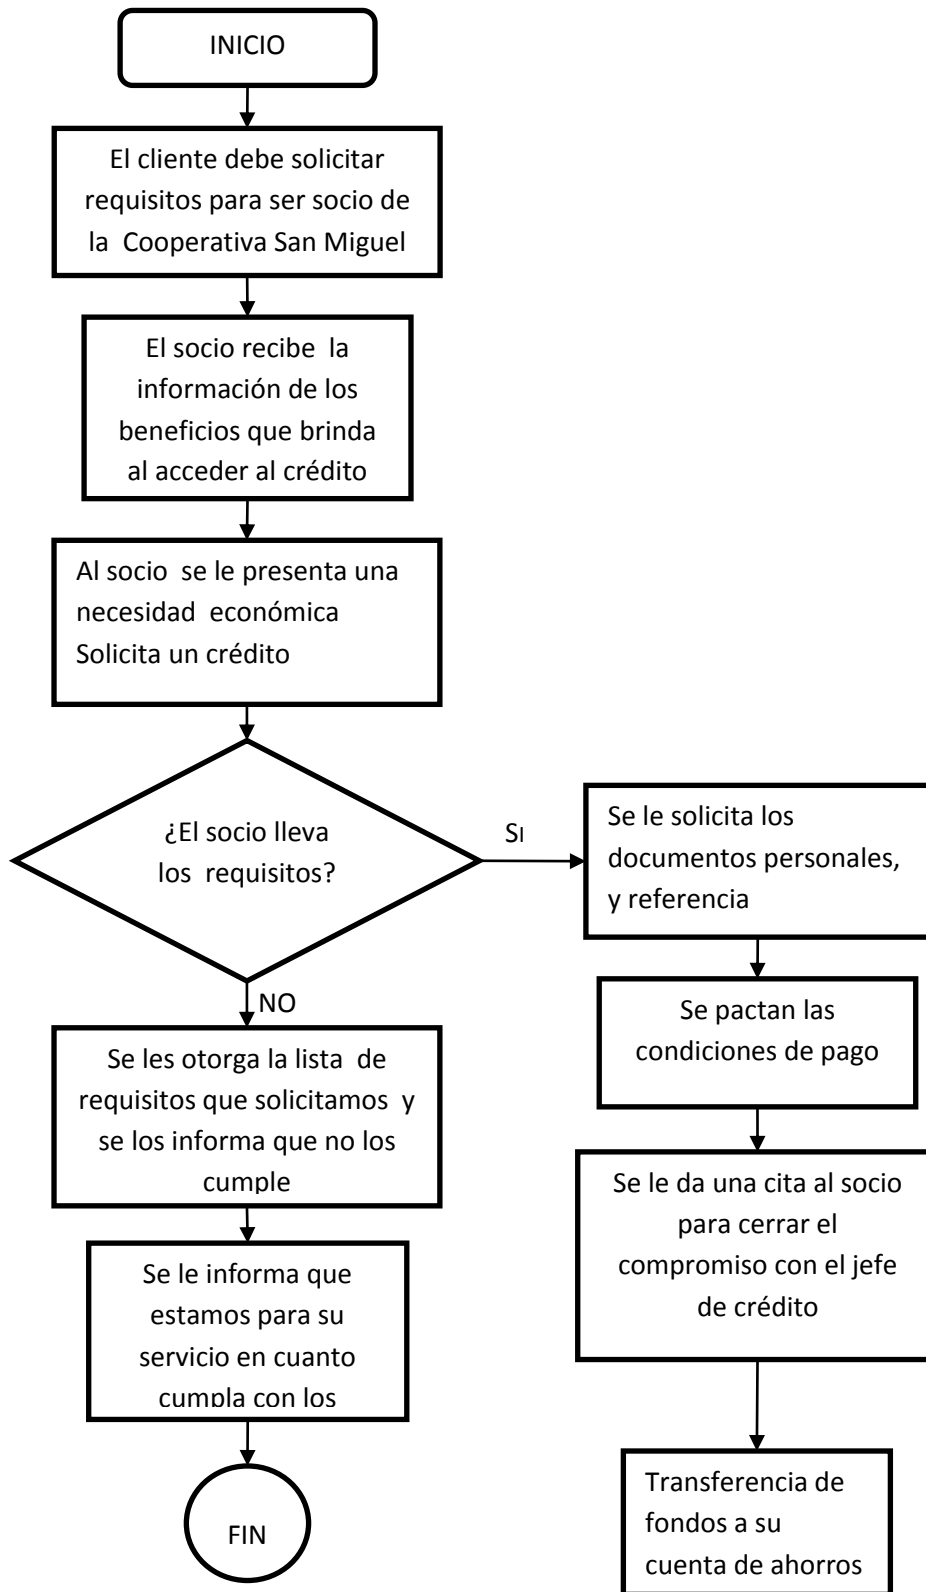 INICIO
El cliente debe solicitar
requisitos para ser socio de
la Cooperativa San Miguel
El socio recibe la
información de los
beneficios que brinda
al acceder al crédito
Al socio se le presenta una
necesidad económica
Solicita un crédito
¿El socio lleva
los requisitos?
SI
Se le solicita los
documentos personales,
y referencia
Se pactan las
condiciones de pago
Se le da una cita al socio
para cerrar el
compromiso con el jefe
de crédito
Transferencia de
fondos a su
cuenta de ahorros
NO
Se les otorga la lista de
requisitos que solicitamos y
se los informa que no los
cumple
Se le informa que
estamos para su
servicio en cuanto
cumpla con los
FIN